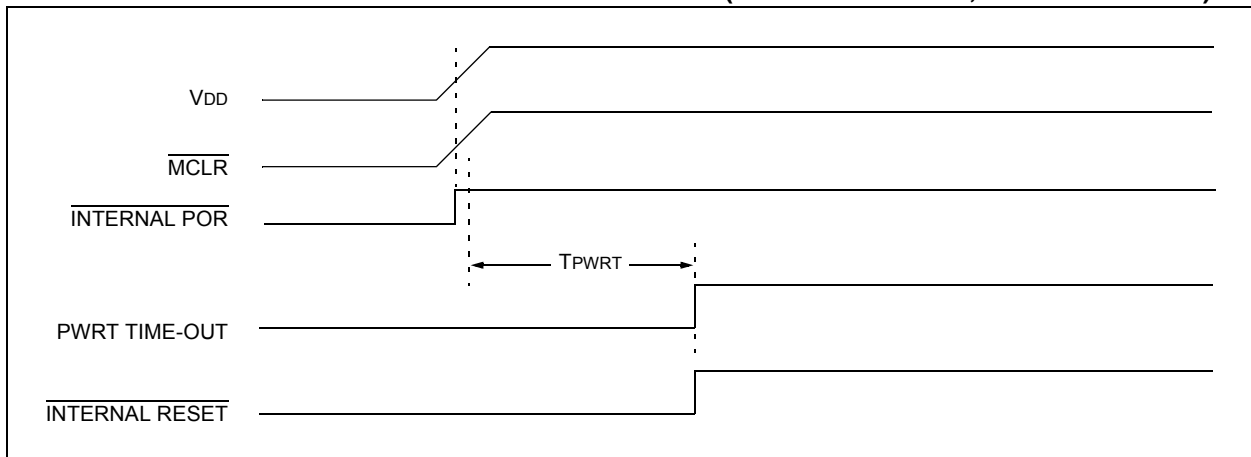 VDD
MCLR
INTERNAL POR
TPWRT
PWRT TIME-OUT
INTERNAL RESET